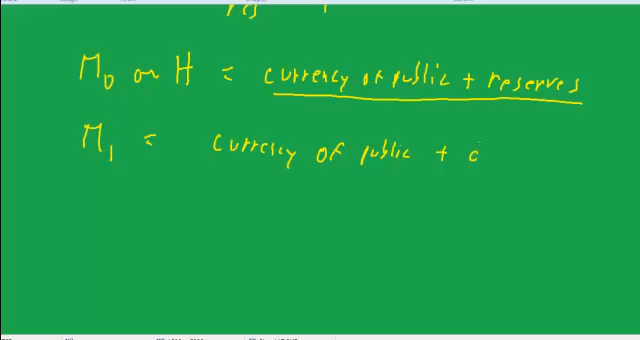 M0 or H = currency of public + reserves
M1 = currency of public + d